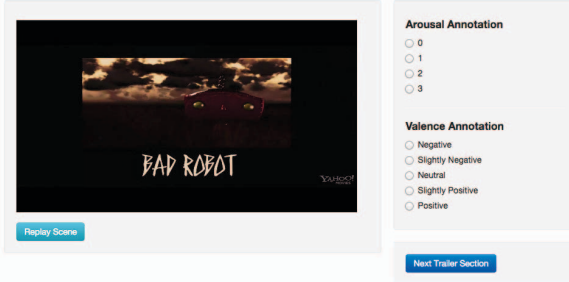 BAD ROBOT
YAHOO!
MOVIES
Replay Scene
Arousal Annotation
0
1
2
3
Valence Annotation
Negative
Slightly Negative
Neutral
Slightly Positive
Positive
Next Trailer Section